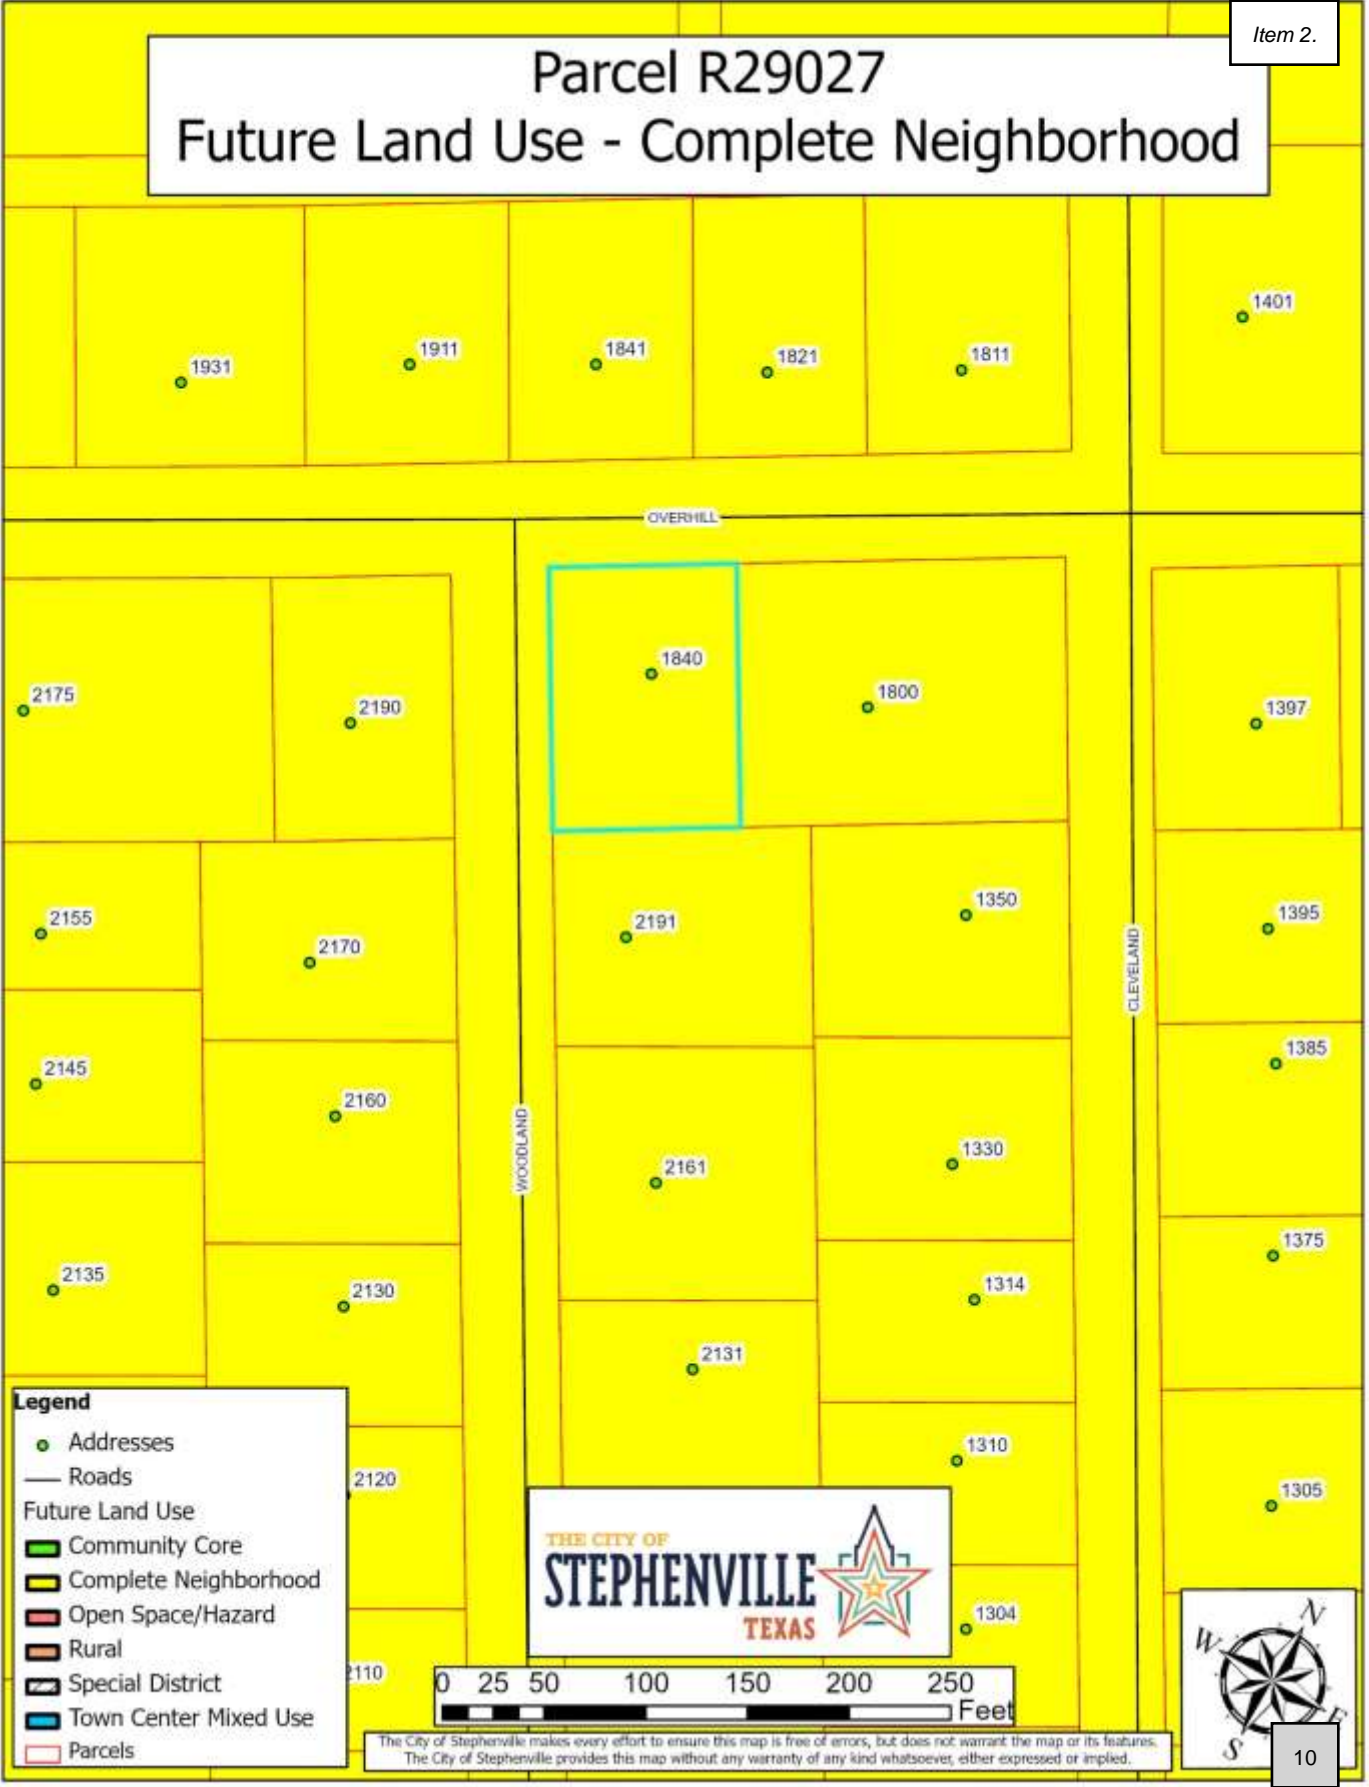 Item 2.
Parcel R29027
Future Land Use - Complete Neighborhood
1401
1931
1911
1841
1821
1811
OVERHILL
1840
2175
2190
1800
1397
2155
2170
2191
1350
1395
CLEVELAND
2145
2160
WOODLAND
2161
1330
1385
2135
2130
1314
1375
2131
2120
1310
1305
1304
2110
Legend
Addresses
Roads
Future Land Use
Community Core
Complete Neighborhood
Open Space/Hazard
Rural
Special District
Town Center Mixed Use
Parcels
THE CITY OF
STEPHENVILLE
TEXAS
0 25 50 100 150 200 250
Feet
The City of Stephenville makes every effort to ensure this map is free of errors, but does not warrant the map or its features.
The City of Stephenville provides this map without any warranty of any kind whatsoever, either expressed or implied.
N
W
E
S
10